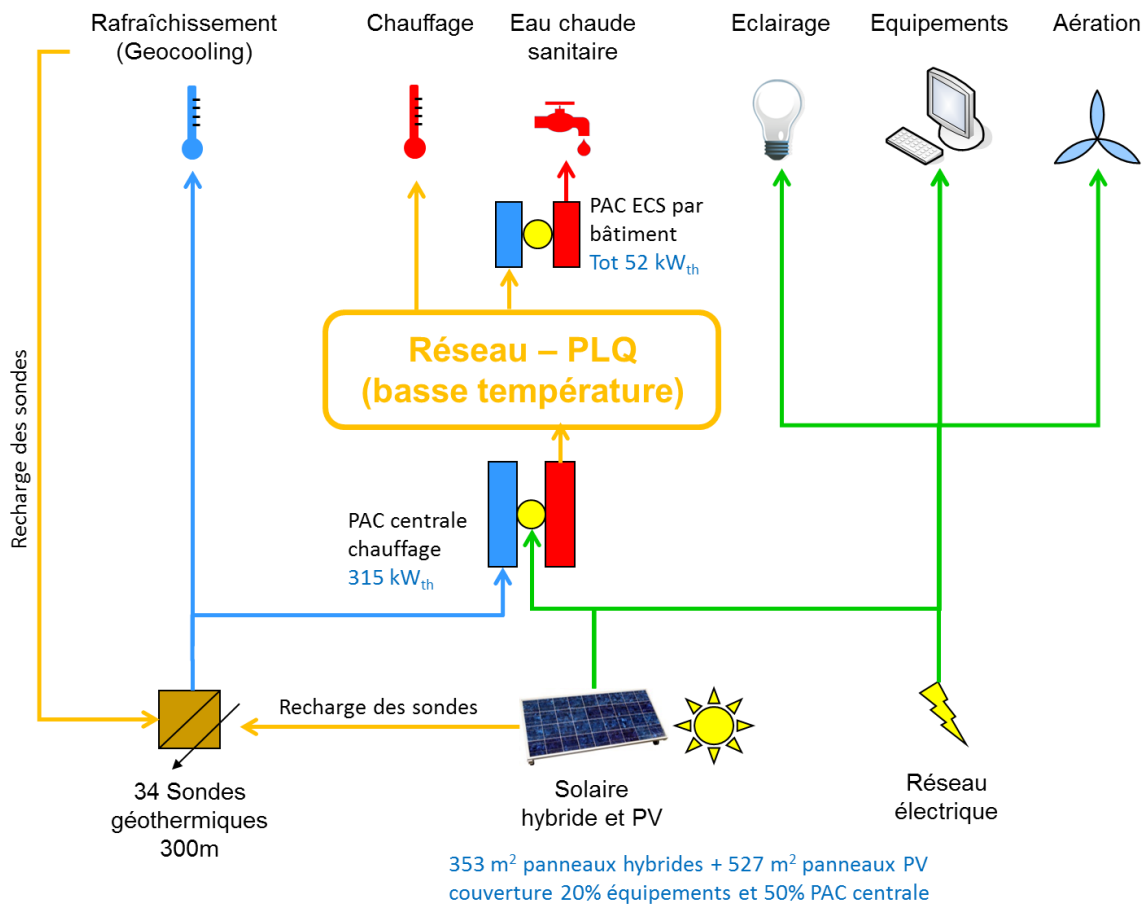 Rafraîchissement
(Geocooling)
Chauffage
Eau chaude
sanitaire
Eclairage
Equipements
Aération
PAC ECS par
bâtiment
Tot 52 kWth
Réseau – PLQ
(basse température)
Recharge des sondes
PAC centrale
chauffage
315 kWth
Recharge des sondes
34 Sondes
géothermiques
300m
Solaire
hybride et PV
Réseau
électrique
353 m² panneaux hybrides + 527 m² panneaux PV
couverture 20% équipements et 50% PAC centrale